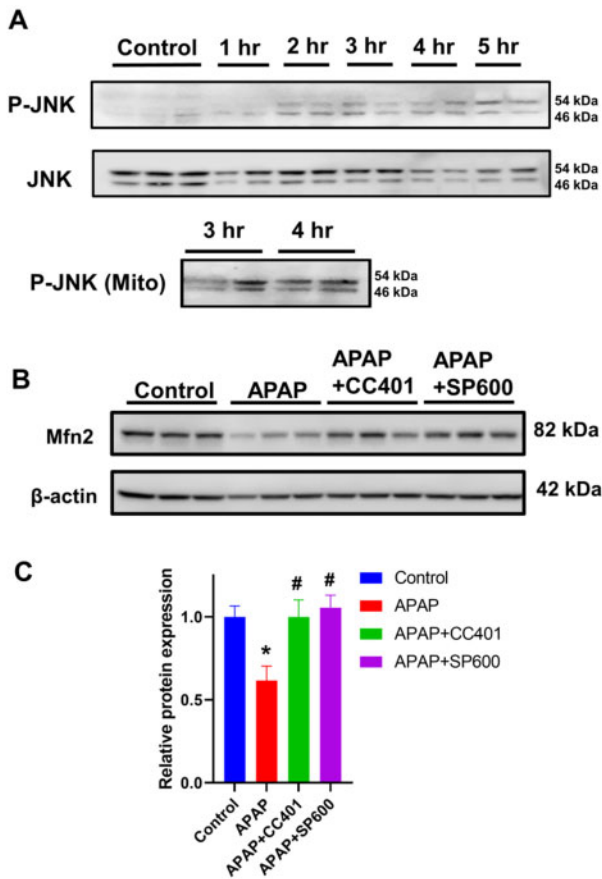 A
Control 1 hr 2 hr 3 hr 4 hr 5 hr
P-JNK
54 kDa
46 kDa
JNK
54 kDa
46 kDa
3 hr 4 hr
P-JNK (Mito)
54 kDa
46 kDa
B
Control APAP APAP +CC401 APAP +SP600
Mfn2 82 kDa
β-actin 42 kDa
C
Relative protein expression
1.0
0.5
0.0
*
#
#
Control
APAP
APAP+CC401
APAP+SP600
Control
APAP
APAP+CC401
APAP+SP600